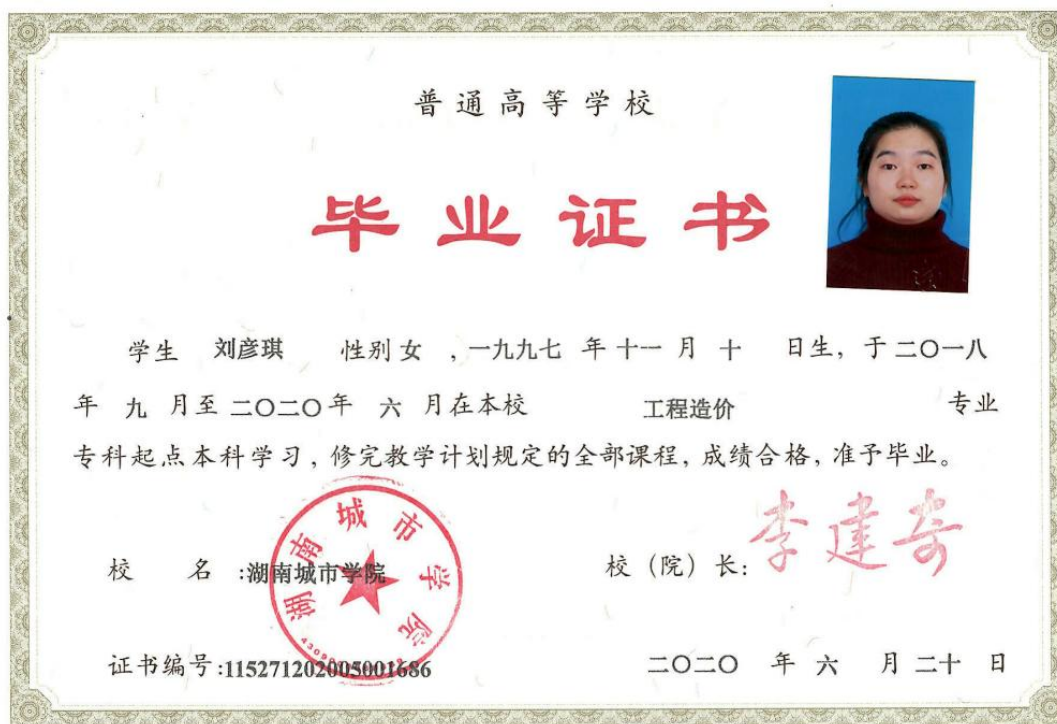 普通高等学校
毕业证书
学生 刘彦琪 性别 女 ,一九九七 年 十一 月 十 日生, 于 二〇一八
年 九 月至 二〇二〇 年 六 月在本校 工程造价 专业
专科起点本科学习, 修完教学计划规定的全部课程, 成绩合格, 准予毕业。
湖南城市学院
校 名 :湖南城市学院
校（院）长: 李建奇
证书编号:115271202005001686
二〇二〇 年 六 月 二十 日